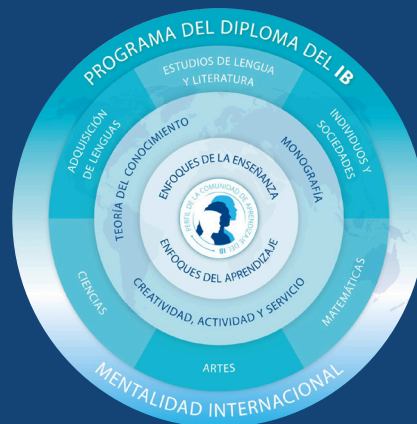 PROGRAMA DEL DIPLOMA DEL IB
ESTUDIOS DE LENGUA
Y LITERATURA
ADQUISICIÓN
DE LENGUAS
INDIVIDUOS Y
SOCIEDADES
TEORÍA DEL CONOCIMIENTO
MONOGRAFÍA
ENFOQUES DE LA ENSEÑANZA
PERFIL DE LA COMUNIDAD DE APRENDIZAJE DEL IB
ENFOQUES DEL APRENDIZAJE
CREATIVIDAD, ACTIVIDAD Y SERVICIO
CIENCIAS
MATEMÁTICAS
ARTES
MENTALIDAD INTERNACIONAL